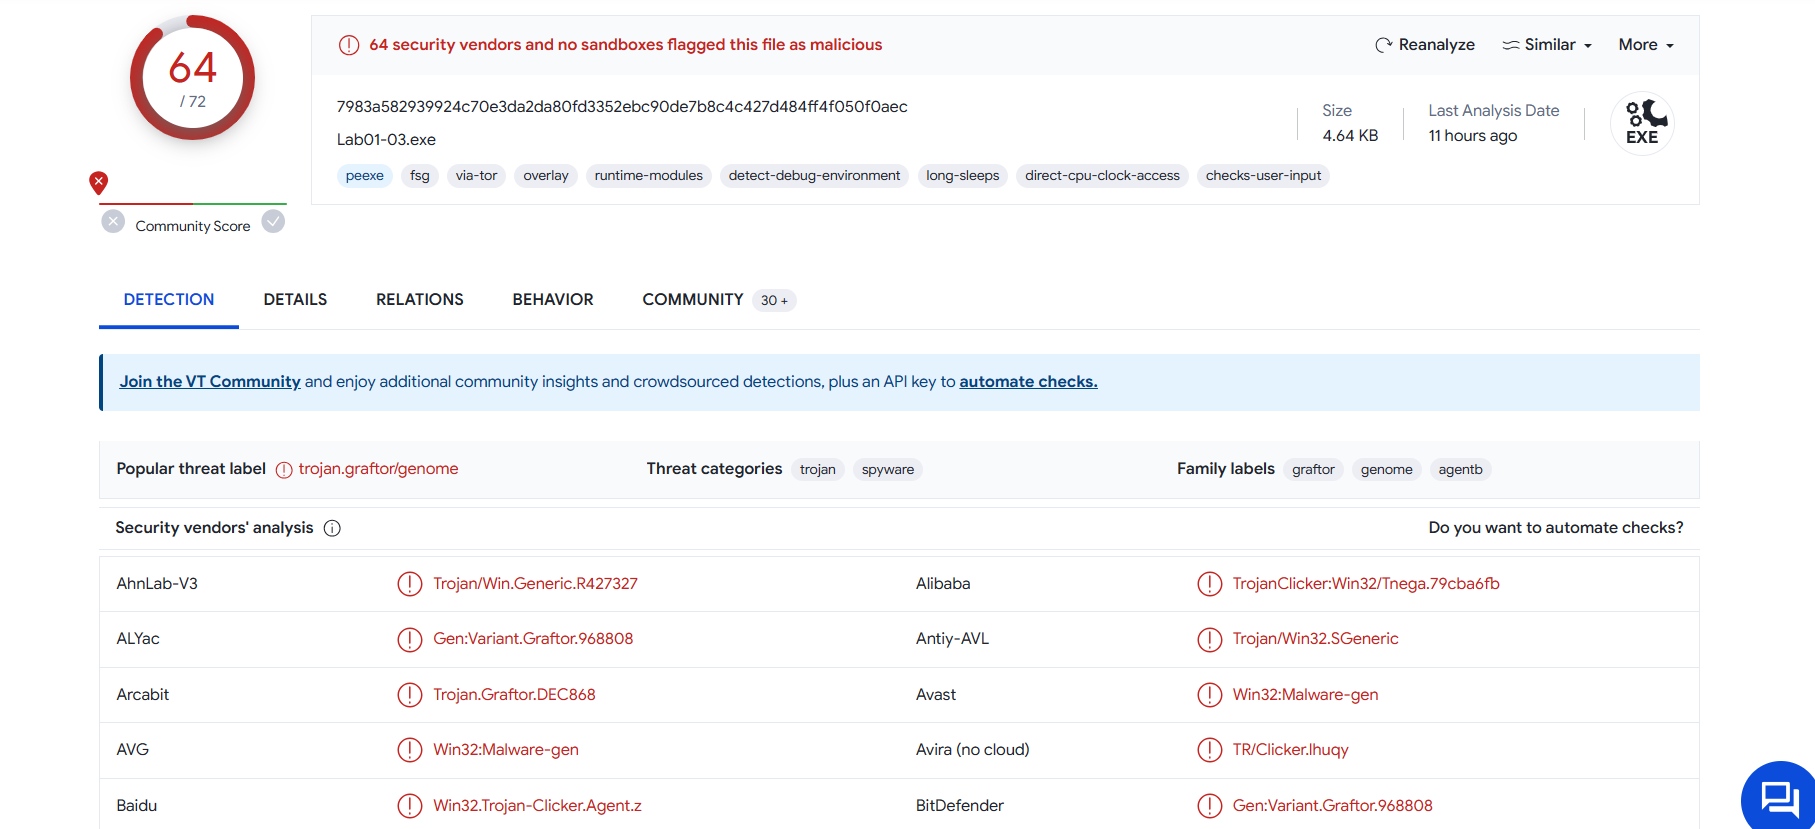 64
/ 72
Community Score
64 security vendors and no sandboxes flagged this file as malicious
Reanalyze Similar More
7983a582939924c70e3da2da80fd3352ebc90de7b8c4c427d484ff4f050f0aec
Lab01-03.exe
Size
4.64 KB
Last Analysis Date
11 hours ago
EXE
peexe fsg via-tor overlay runtime-modules detect-debug-environment long-sleeps direct-cpu-clock-access checks-user-input
DETECTION DETAILS RELATIONS BEHAVIOR COMMUNITY 30 +
Join the VT Community and enjoy additional community insights and crowdsourced detections, plus an API key to automate checks.
Popular threat label trojan.graftor/genome Threat categories trojan spyware Family labels graftor genome agentb
Security vendors' analysis Do you want to automate checks?
AhnLab-V3 Trojan/Win.Generic.R427327 Alibaba TrojanClicker:Win32/Tnega.79cba6fb
ALYac Gen:Variant.Graftor.968808 Antiy-AVL Trojan/Win32.SGeneric
Arcabit Trojan.Graftor.DEC868 Avast Win32:Malware-gen
AVG Win32:Malware-gen Avira (no cloud) TR/Clicker.lhuqy
Baidu Win32.Trojan-Clicker.Agent.z BitDefender Gen:Variant.Graftor.968808